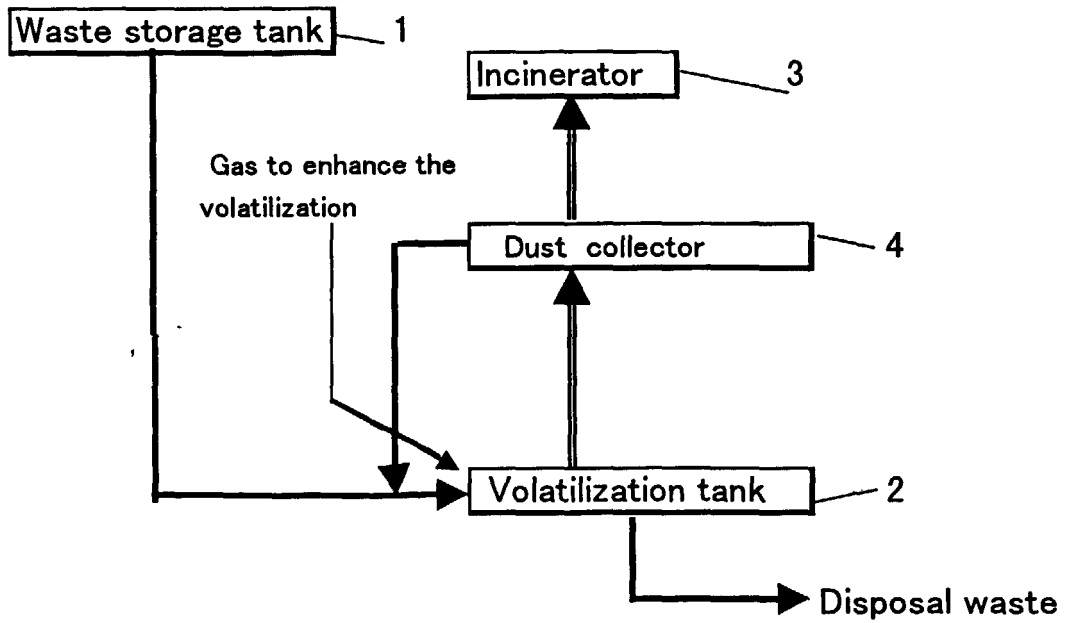 Waste storage tank 1
Incinerator 3
Gas to enhance the
volatilization
Dust collector 4
Volatilization tank 2
Disposal waste